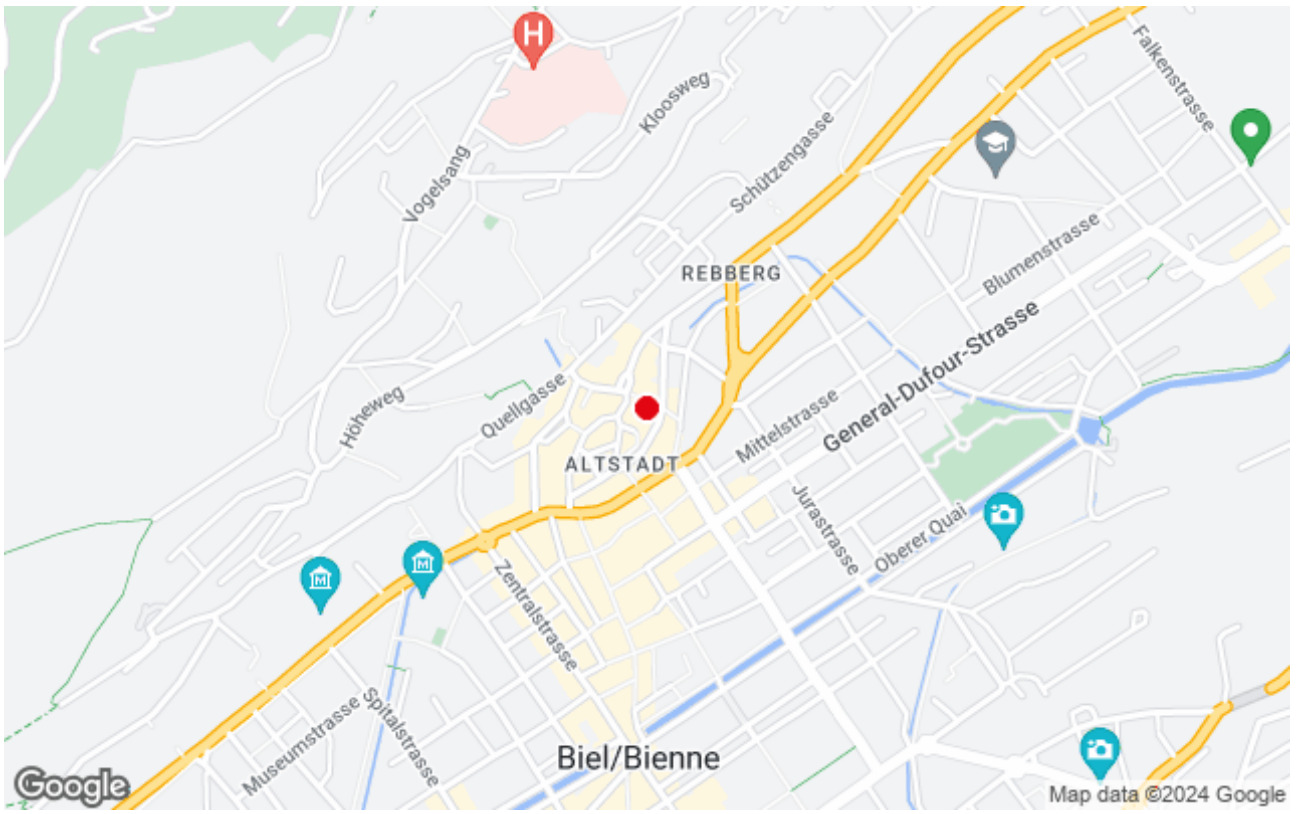 H
Falkenstrasse
Kloosweg
Vogelsang
Schützengasse
Blumenstrasse
REBBERG
General-Dufour-Strasse
Höheweg
Quellgasse
Mittelstrasse
ALTSTADT
Jurastrasse
Oberer Quai
M
M
Zentralstrasse
Museumstrasse
Spitalstrasse
Biel/Bienne
Google
Map data ©2024 Google